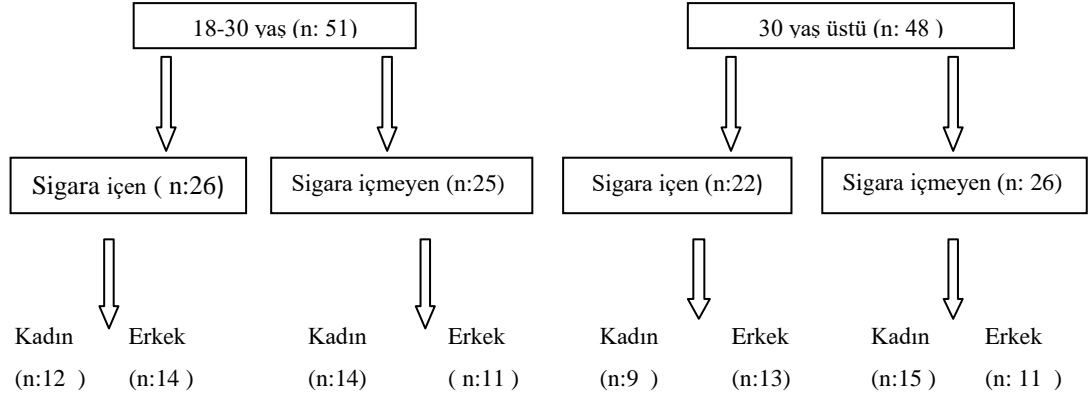 18-30 yaş (n: 51)
30 yaş üstü (n: 48 )
Sigara içen ( n:26)
Sigara içmeyen (n:25)
Sigara içen (n:22)
Sigara içmeyen (n: 26)
Kadın Erkek Kadın Erkek Kadın Erkek Kadın Erkek
(n:12 ) (n:14 ) (n:14) ( n:11 ) (n:9 ) (n:13) (n:15 ) (n: 11 )